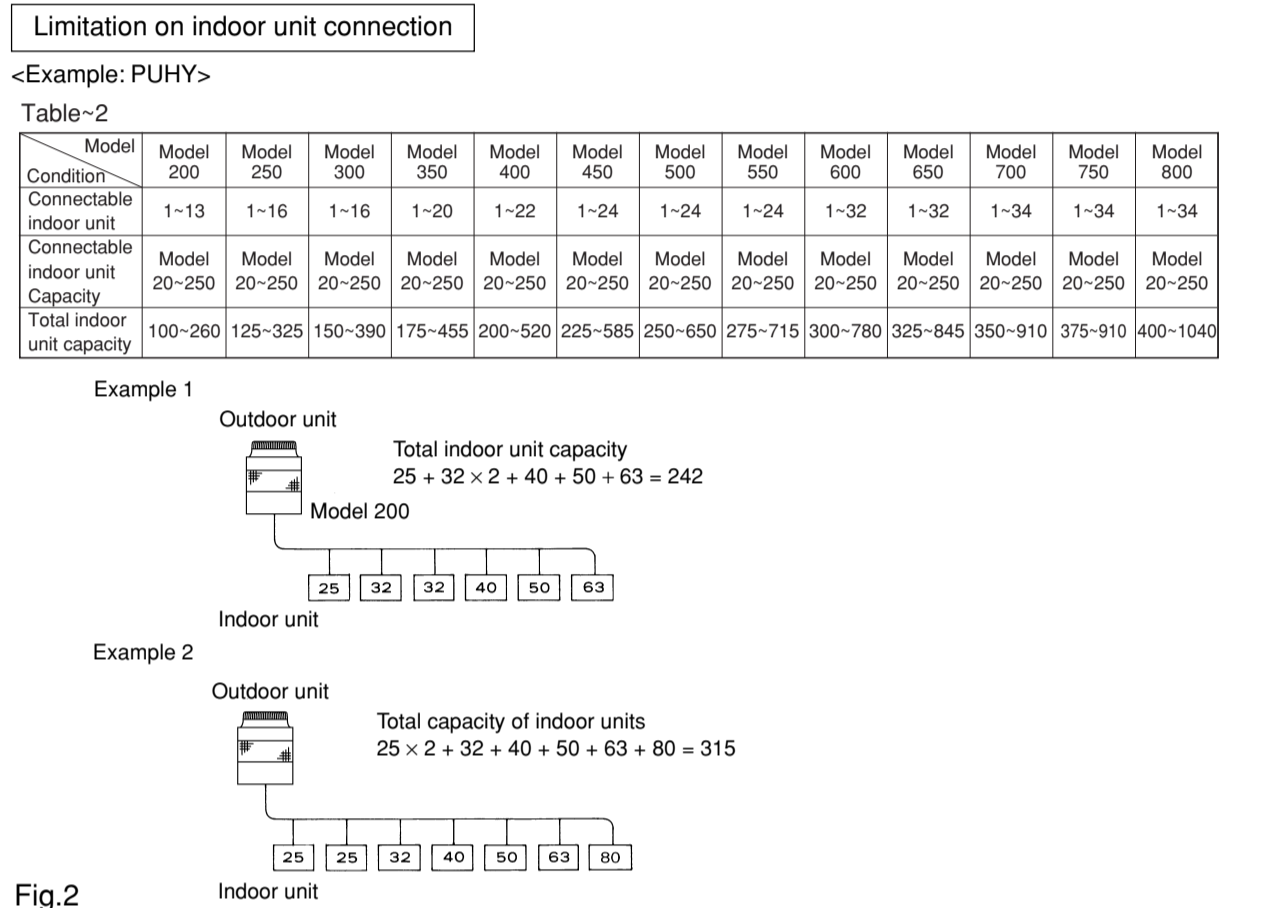 Limitation on indoor unit connection
<Example: PUHY>
Table~2
Model
Condition
Model 200 Model 250 Model 300 Model 350 Model 400 Model 450 Model 500 Model 550 Model 600 Model 650 Model 700 Model 750 Model 800
Connectable indoor unit 1~13 1~16 1~16 1~20 1~22 1~24 1~24 1~24 1~32 1~32 1~34 1~34 1~34
Connectable indoor unit Capacity Model 20~250 Model 20~250 Model 20~250 Model 20~250 Model 20~250 Model 20~250 Model 20~250 Model 20~250 Model 20~250 Model 20~250 Model 20~250 Model 20~250 Model 20~250
Total indoor unit capacity 100~260 125~325 150~390 175~455 200~520 225~585 250~650 275~715 300~780 325~845 350~910 375~910 400~1040
Example 1
Outdoor unit
Total indoor unit capacity
25 + 32 × 2 + 40 + 50 + 63 = 242
Model 200
25 32 32 40 50 63
Indoor unit
Example 2
Outdoor unit
Total capacity of indoor units
25 × 2 + 32 + 40 + 50 + 63 + 80 = 315
25 25 32 40 50 63 80
Indoor unit
Fig.2